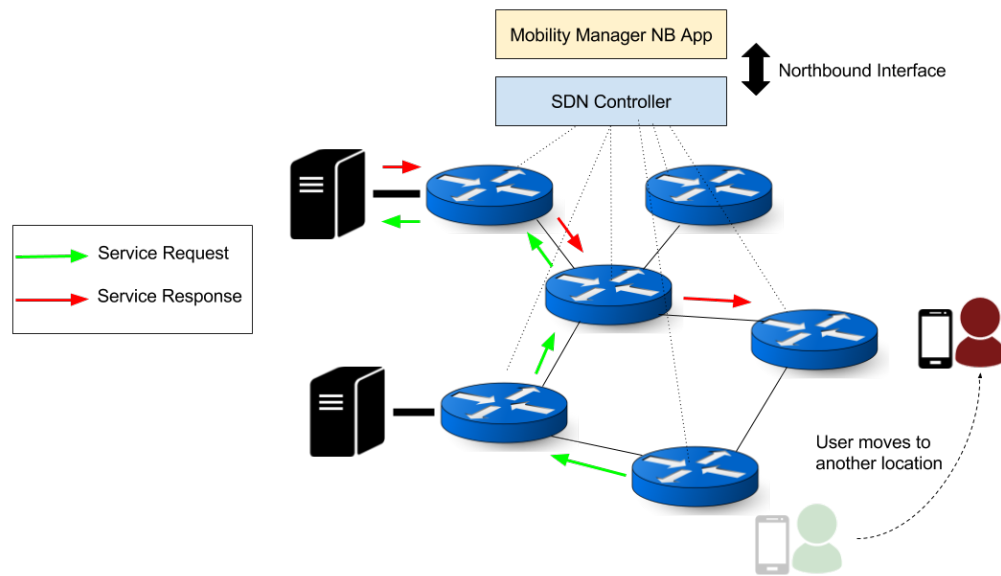 Mobility Manager NB App
Northbound Interface
SDN Controller
Service Request
Service Response
User moves to
another location